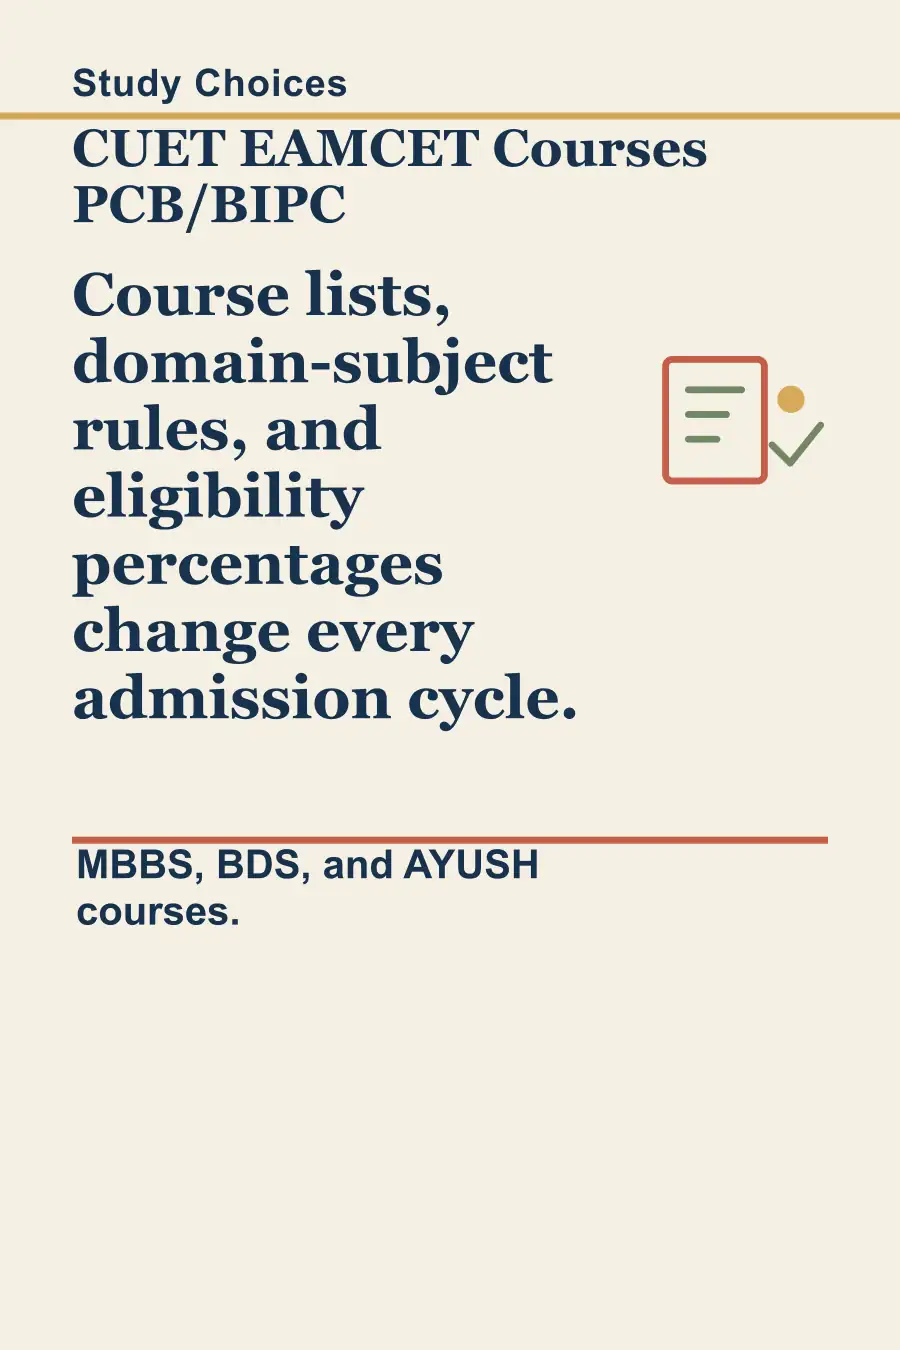 Study Choices
CUET EAMCET Courses
PCB/BIPC
Course lists,
domain-subject
rules, and
eligibility
percentages
change every
admission cycle.
MBBS, BDS, and AYUSH
courses.